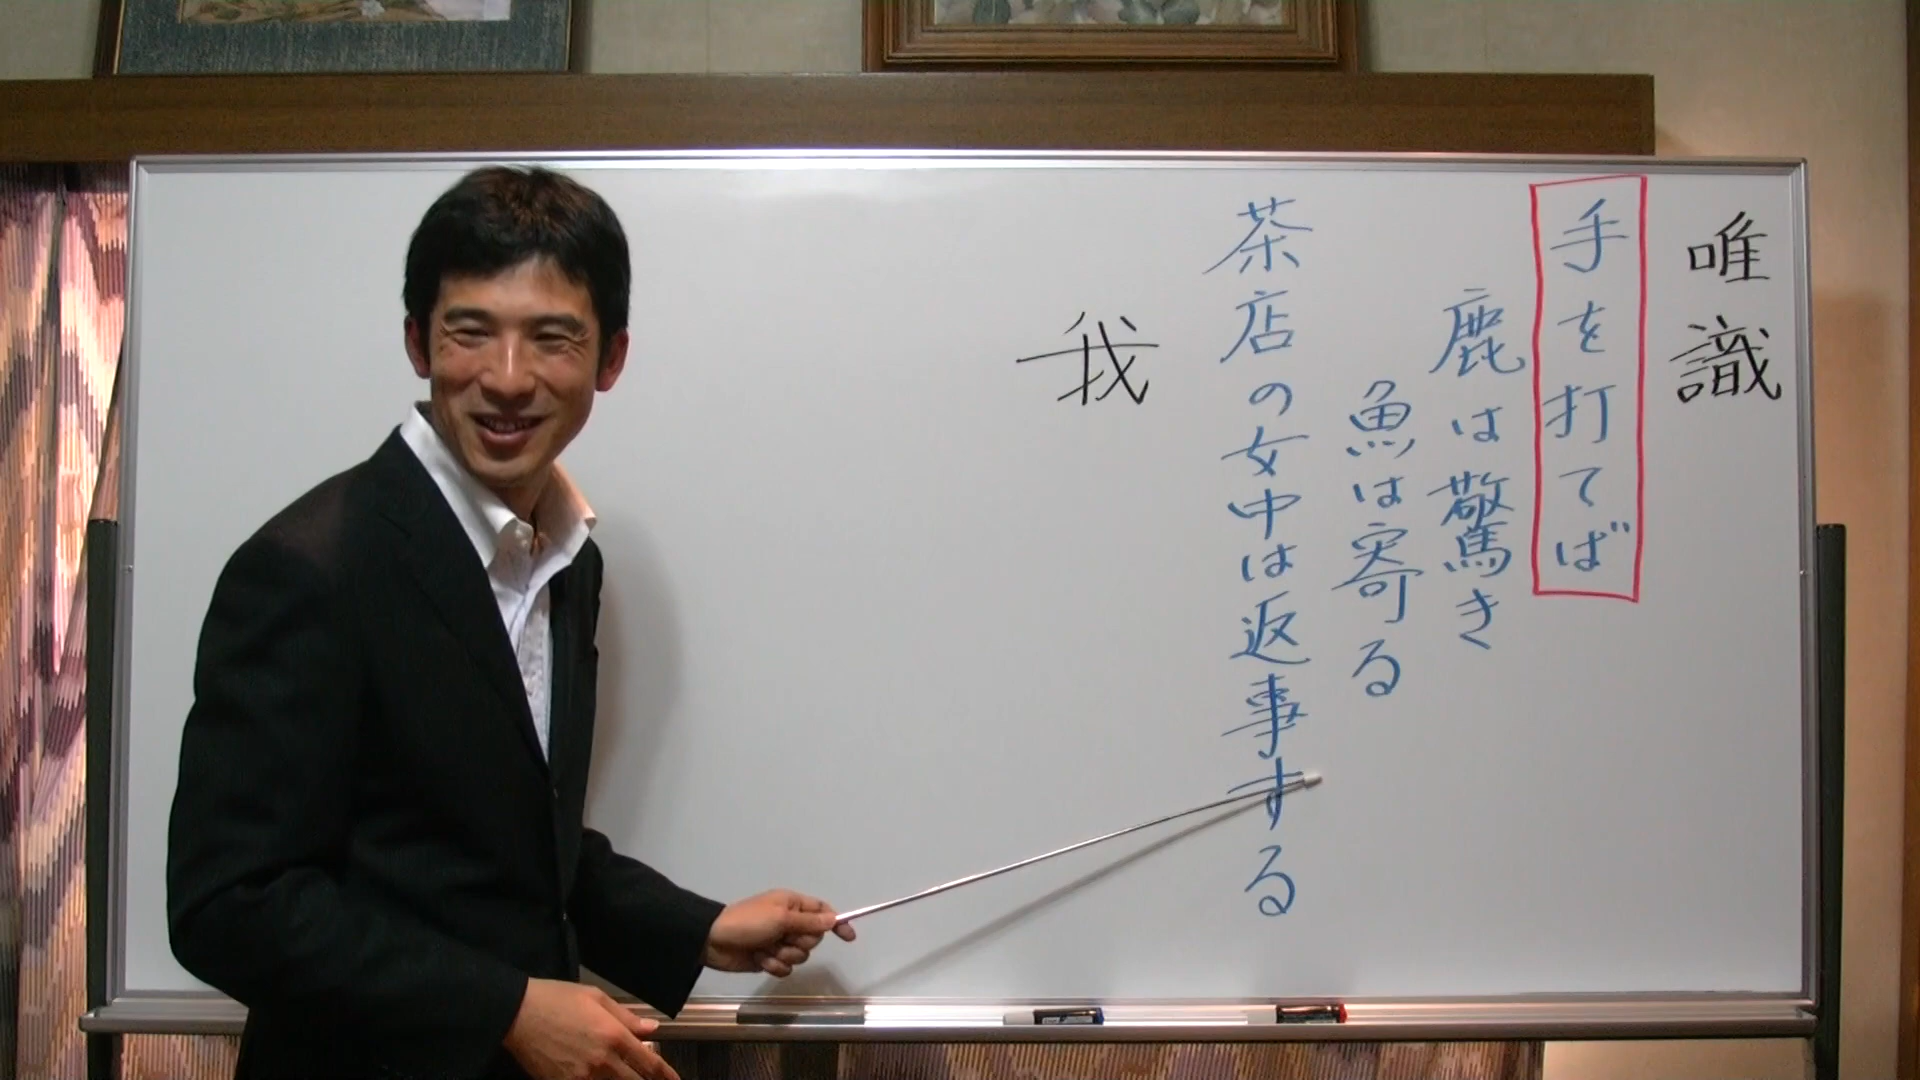 唯識
手を打てば
鹿は驚き
魚は寄る
茶店の女中は返事する
我